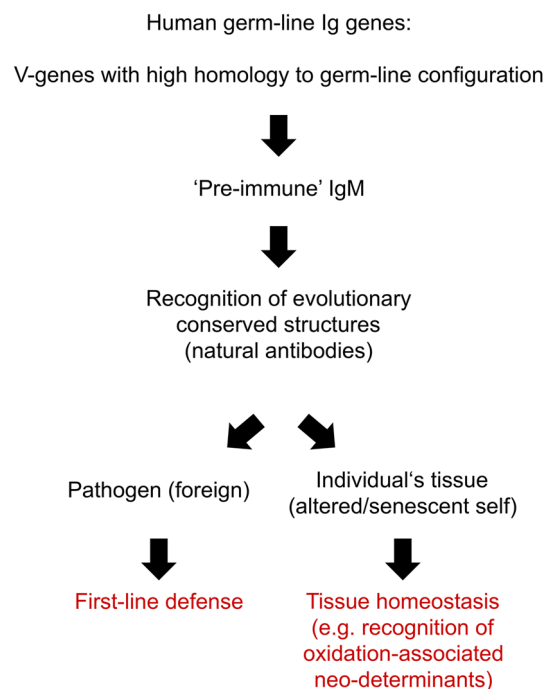 Human germ-line Ig genes:
V-genes with high homology to germ-line configuration
‘Pre-immune’ IgM
Recognition of evolutionary
conserved structures
(natural antibodies)
Pathogen (foreign)
Individual‘s tissue
(altered/senescent self)
First-line defense
Tissue homeostasis
(e.g. recognition of
oxidation-associated
neo-determinants)